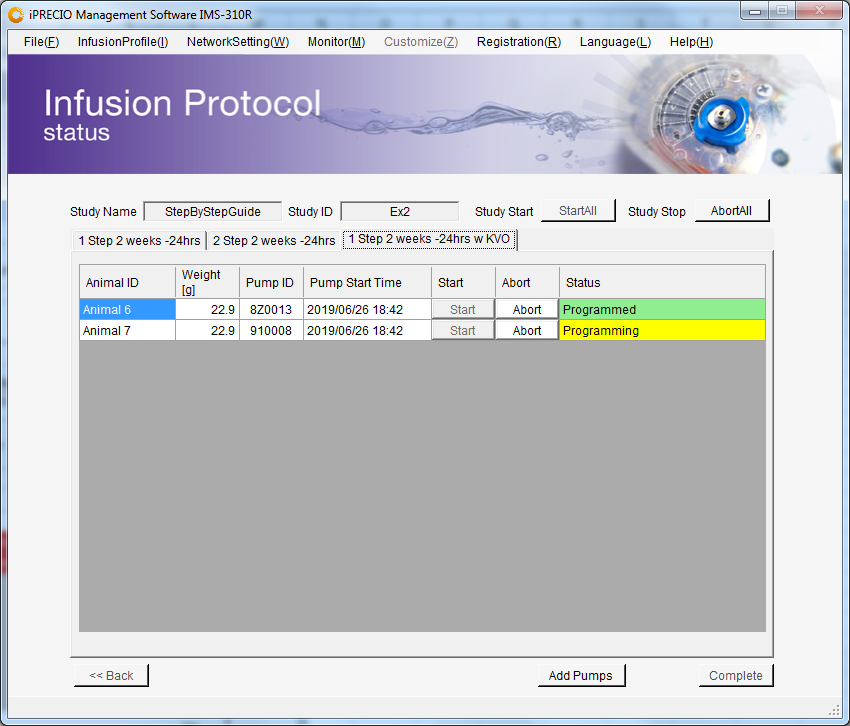 iPRECIO Management Software IMS-310R
File(F) InfusionProfile(I) NetworkSetting(W) Monitor(M) Customize(Z) Registration(R) Language(L) Help(H)
Infusion Protocol
status
Study Name StepByStepGuide Study ID Ex2 Study Start StartAll Study Stop AbortAll
1 Step 2 weeks -24hrs 2 Step 2 weeks -24hrs 1 Step 2 weeks -24hrs w KVO
Animal ID Weight [g] Pump ID Pump Start Time Start Abort Status
Animal 6 22.9 8Z0013 2019/06/26 18:42 Start Abort Programmed
Animal 7 22.9 910008 2019/06/26 18:42 Start Abort Programming
<< Back Add Pumps Complete